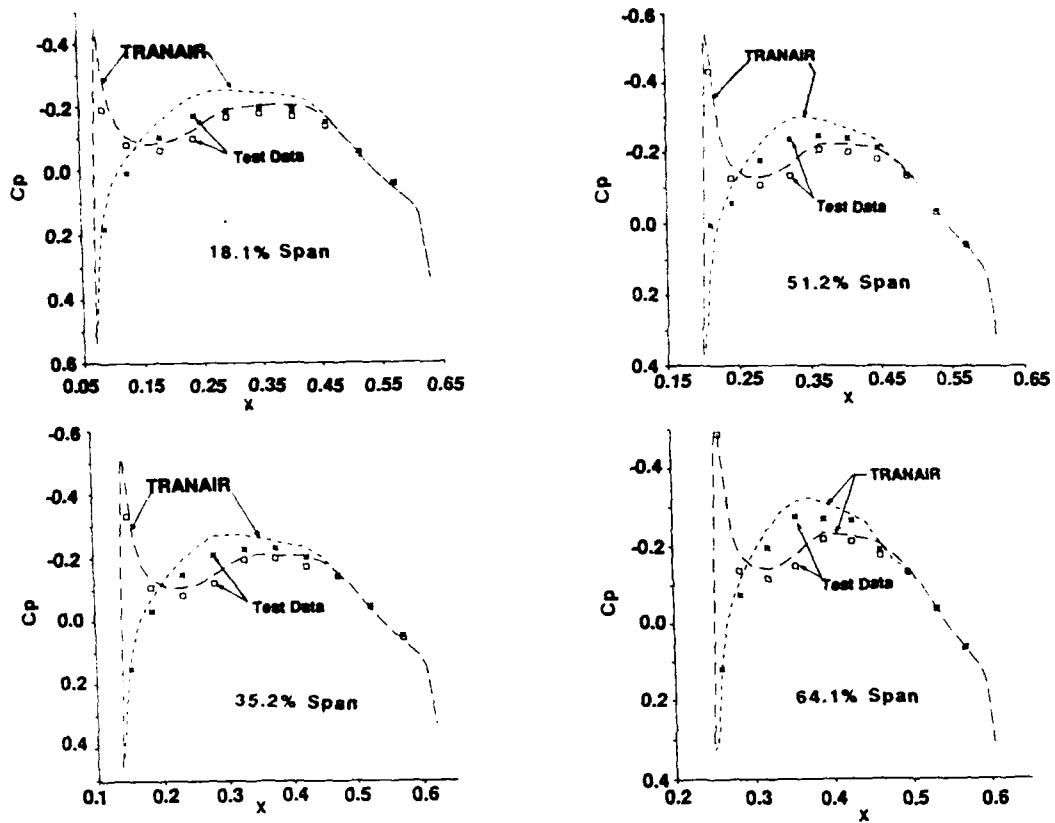 -0.4
-0.2
0.0
0.2
0.4
0.6
Cp
TRANAIR
Test Data
18.1% Span
0.05 0.15 0.25 0.35 0.45 0.55 0.65
X
-0.6
-0.4
-0.2
0.0
0.2
0.4
Cp
TRANAIR
Test Data
51.2% Span
0.15 0.25 0.35 0.45 0.55 0.65
X
-0.6
-0.4
-0.2
0.0
0.2
0.4
Cp
TRANAIR
Test Data
35.2% Span
0.1 0.2 0.3 0.4 0.5 0.6
X
-0.4
-0.2
0.0
0.2
0.4
Cp
TRANAIR
Test Data
64.1% Span
0.2 0.3 0.4 0.5 0.6
X